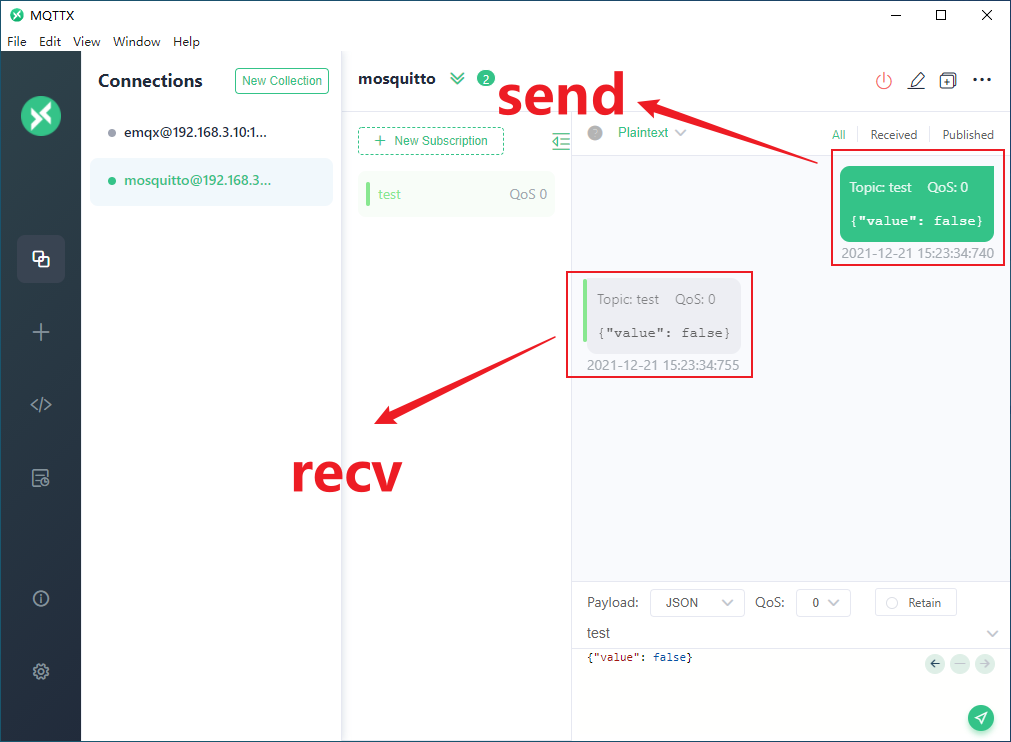 MQTTX
File Edit View Window Help
Connections
New Collection
emqx@192.168.3.10:1...
mosquitto@192.168.3...
mosquitto
2
New Subscription
test
QoS 0
send
Plaintext
All
Received
Published
Topic: test QoS: 0
{"value": false}
2021-12-21 15:23:34:740
Topic: test QoS: 0
{"value": false}
2021-12-21 15:23:34:755
recv
Payload:
JSON
QoS:
0
Retain
test
{"value": false}